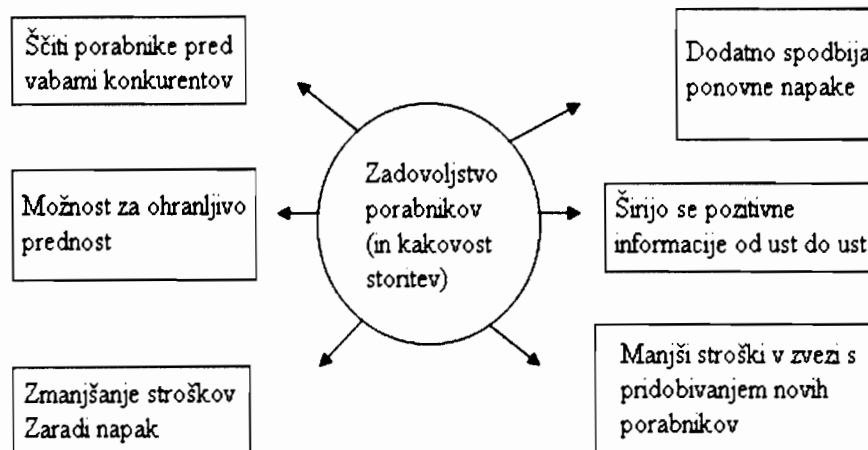 Ščiti porabnike pred
vabami konkurentov
Možnost za ohranljivo
prednost
Zmanjšanje stroškov
Zaradi napak
Zadovoljstvo
porabnikov
(in kakovost
storitev)
Dodatno spodbija
ponovne napake
Širijo se pozitivne
informacije od ust do ust
Manjši stroški v zvezi s
pridobivanjem novih
porabnikov